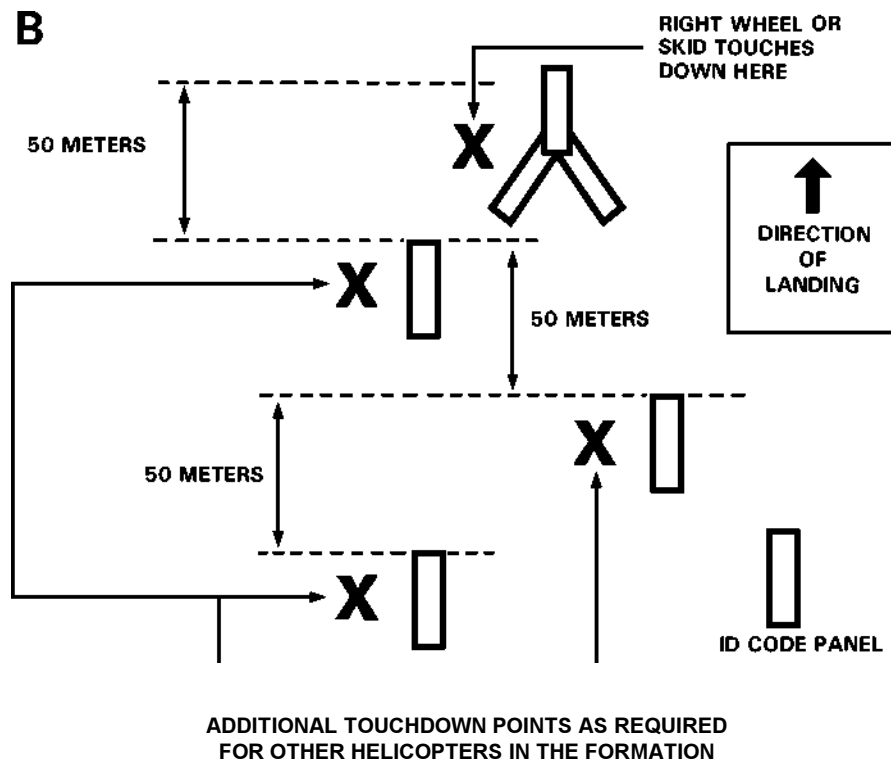 B
RIGHT WHEEL OR
SKID TOUCHES
DOWN HERE
50 METERS
X
DIRECTION
OF
LANDING
X
50 METERS
X
50 METERS
X
ID CODE PANEL
ADDITIONAL TOUCHDOWN POINTS AS REQUIRED
FOR OTHER HELICOPTERS IN THE FORMATION